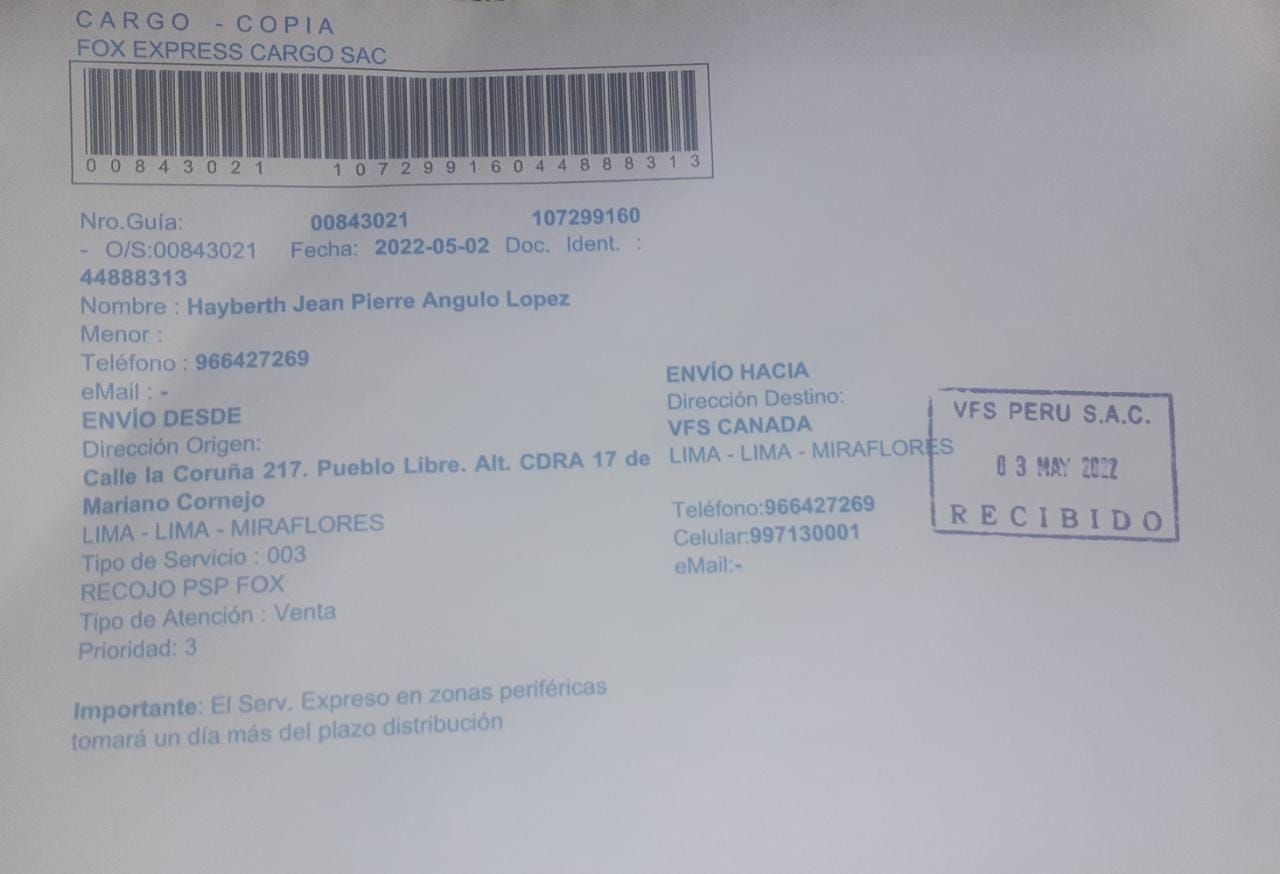 CARGO - COPIA
FOX EXPRESS CARGO SAC
00843021 10729916044888313
Nro.Guía: 00843021 107299160
- O/S:00843021 Fecha: 2022-05-02 Doc. Ident. :
44888313
Nombre : Hayberth Jean Pierre Angulo Lopez
Menor :
Teléfono : 966427269
eMail : -
ENVÍO DESDE
Dirección Origen:
Calle la Coruña 217. Pueblo Libre. Alt. CDRA 17 de
Mariano Cornejo
LIMA - LIMA - MIRAFLORES
Tipo de Servicio : 003
RECOJO PSP FOX
Tipo de Atención : Venta
Prioridad: 3
ENVÍO HACIA
Dirección Destino:
VFS CANADA
LIMA - LIMA - MIRAFLORES
Teléfono:966427269
Celular:997130001
eMail:-
VFS PERU S.A.C.
03 MAY 2022
RECIBIDO
Importante: El Serv. Expreso en zonas periféricas
tomará un día más del plazo distribución